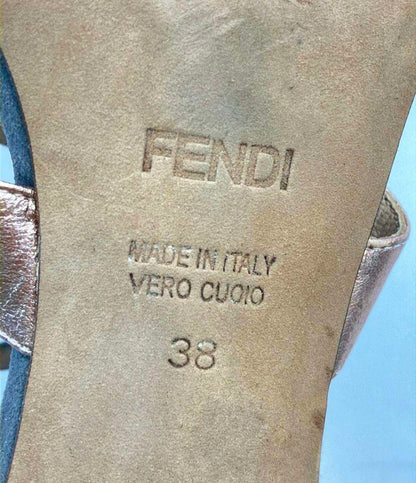 FENDI
MADE IN ITALY
VERO CUOIO
38